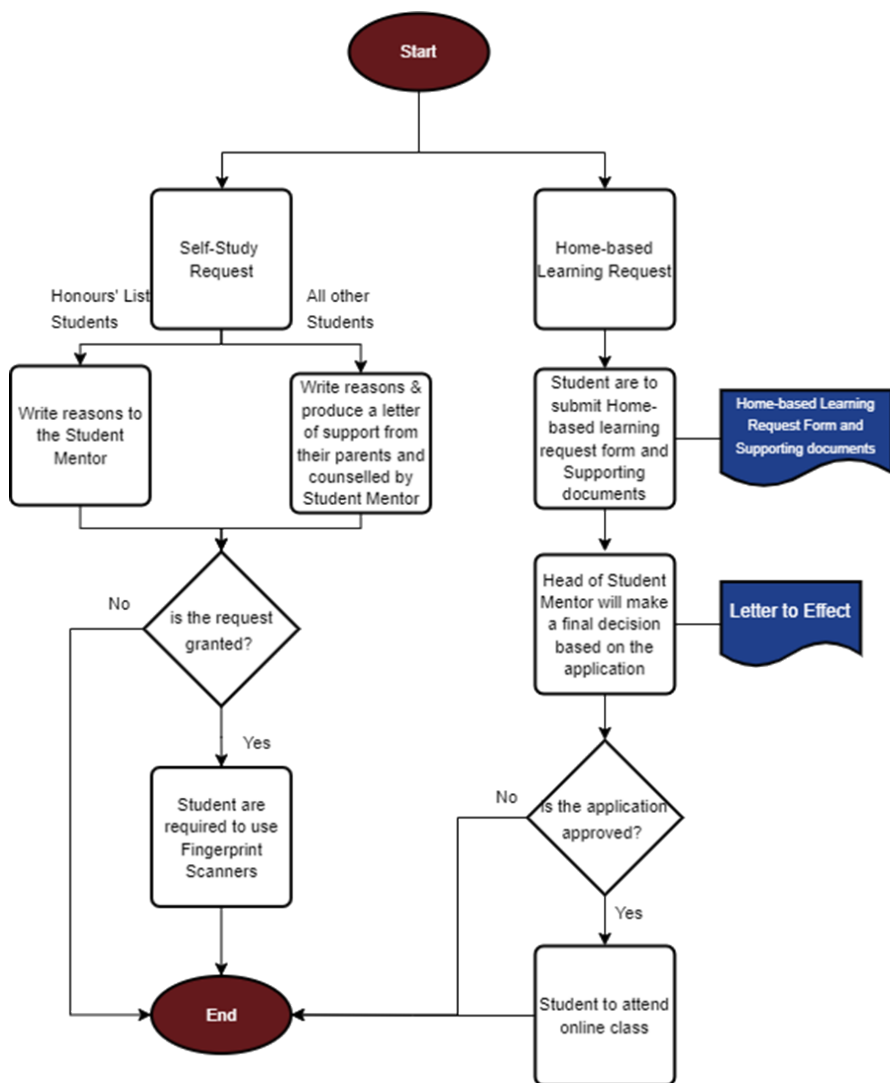 Start
Self-Study
Request
Home-based
Learning Request
Honours' List
Students
All other
Students
Write reasons to
the Student
Mentor
Write reasons &
produce a letter
of support from
their parents and
counselled by
Student Mentor
Student are to
submit Home-
based learning
request form and
Supporting
documents
Home-based Learning
Request Form and
Supporting documents
No
is the request
granted?
Yes
Head of Student
Mentor will make
a final decision
based on the
application
Letter to Effect
Student are
required to use
Fingerprint
Scanners
No
Is the application
approved?
Yes
End
Student to attend
online class